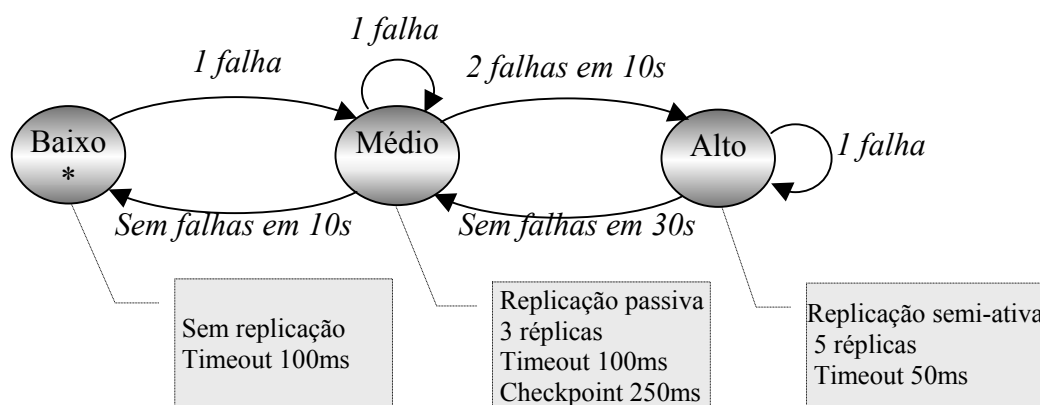 1 falha
1 falha
2 falhas em 10s
Baixo
*
Médio
Alto
1 falha
Sem falhas em 10s
Sem falhas em 30s
Sem replicação
Timeout 100ms
Replicação passiva
3 réplicas
Timeout 100ms
Checkpoint 250ms
Replicação semi-ativa
5 réplicas
Timeout 50ms